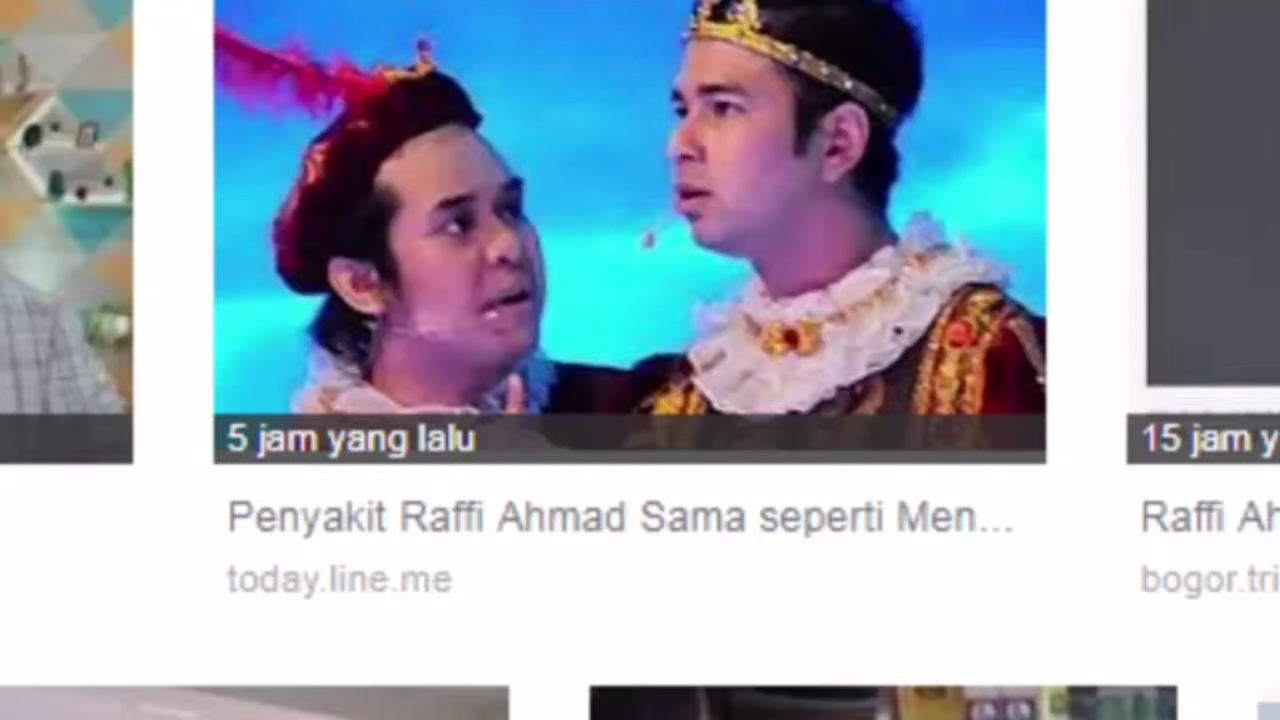 5 jam yang lalu
15 jam y
Penyakit Raffi Ahmad Sama seperti Men...
Raffi Ah
today.line.me
bogor.tri